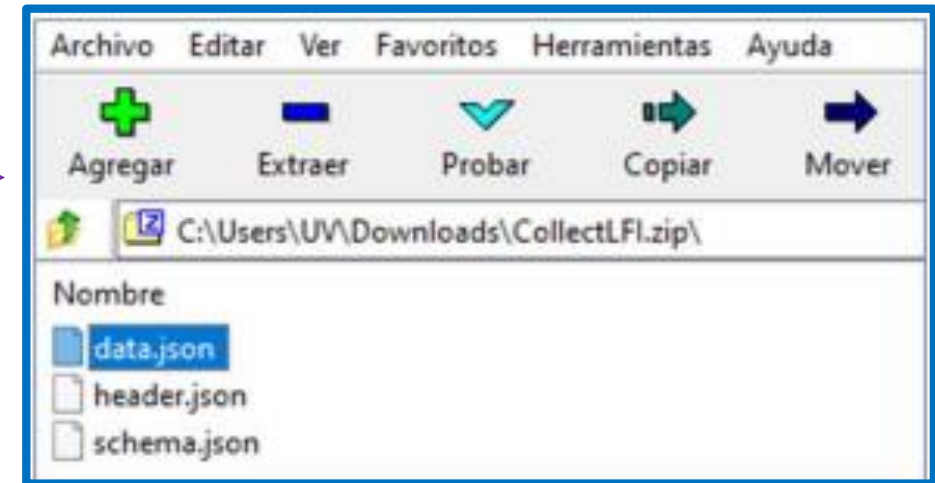 Archivo Editar Ver Favoritos Herramientas Ayuda
Agregar Extraer Probar Copiar Mover
C:\Users\UV\Downloads\CollectLFI.zip\
Nombre
data.json
header.json
schema.json